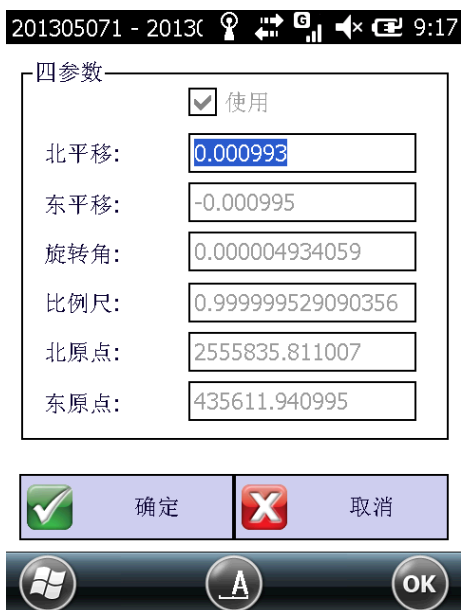 201305071 - 2013( G 9:17
四参数
使用
北平移: 0.000993
东平移: -0.000995
旋转角: 0.000004934059
比例尺: 0.999999529090356
北原点: 2555835.811007
东原点: 435611.940995
确定 取消
A OK